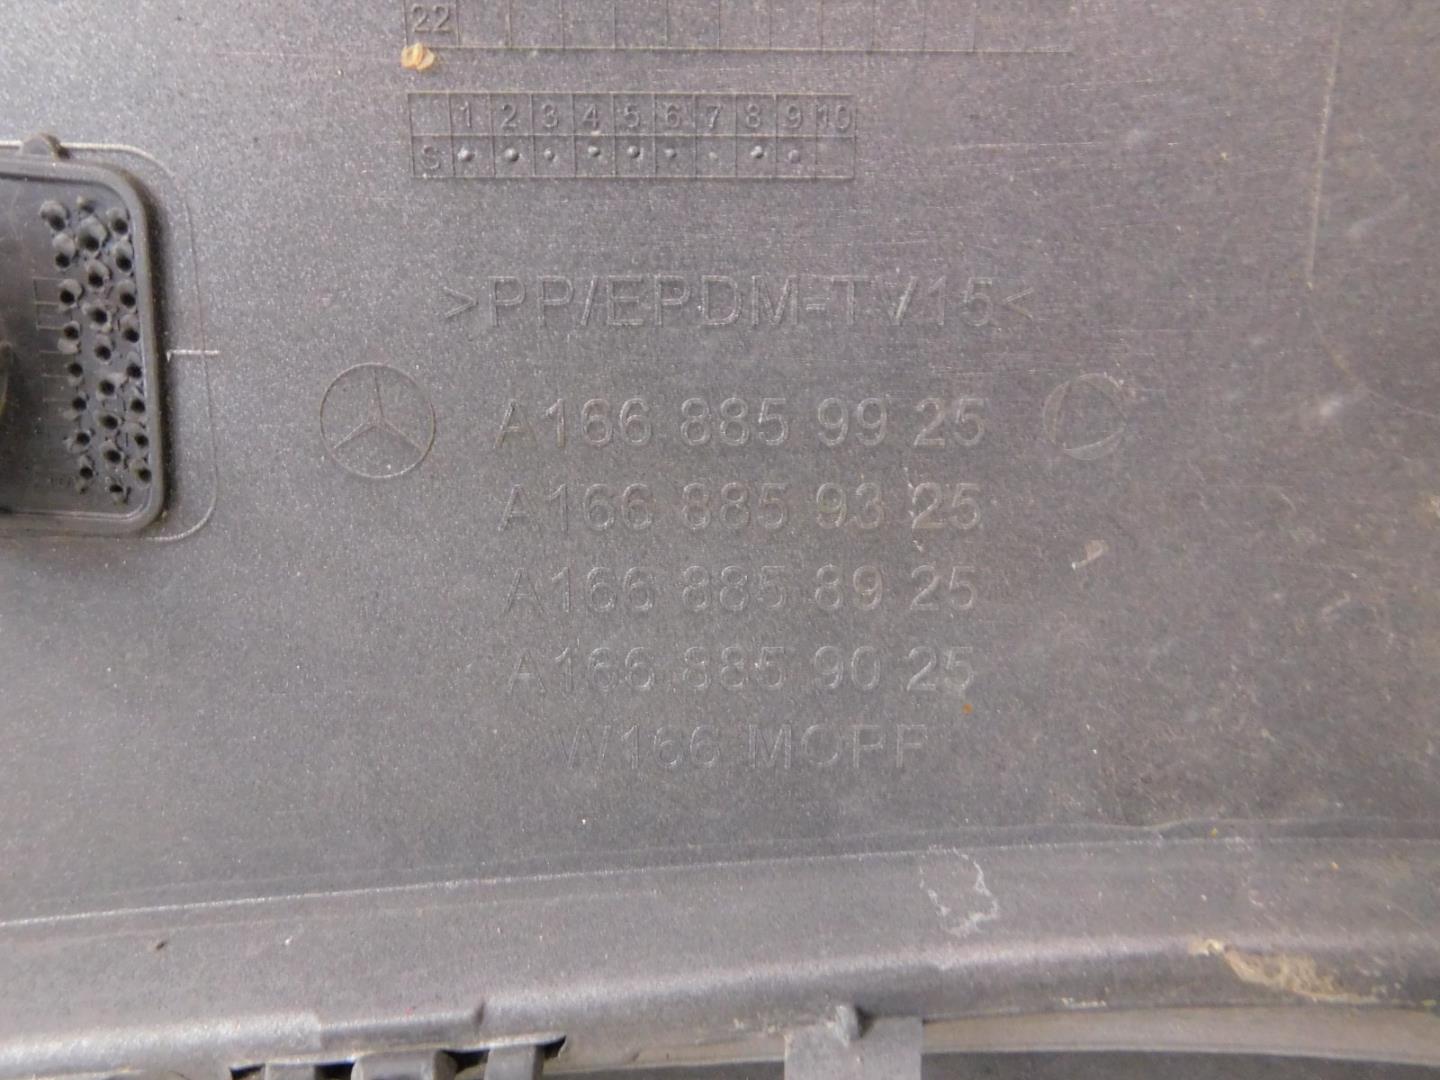 22
1 2 3 4 5 6 7 8 9 10
S
>PP/EPDM-TV15<
A166 885 99 25
A166 885 93 25
A166 885 89 25
A166 885 90 25
W166 MOPF